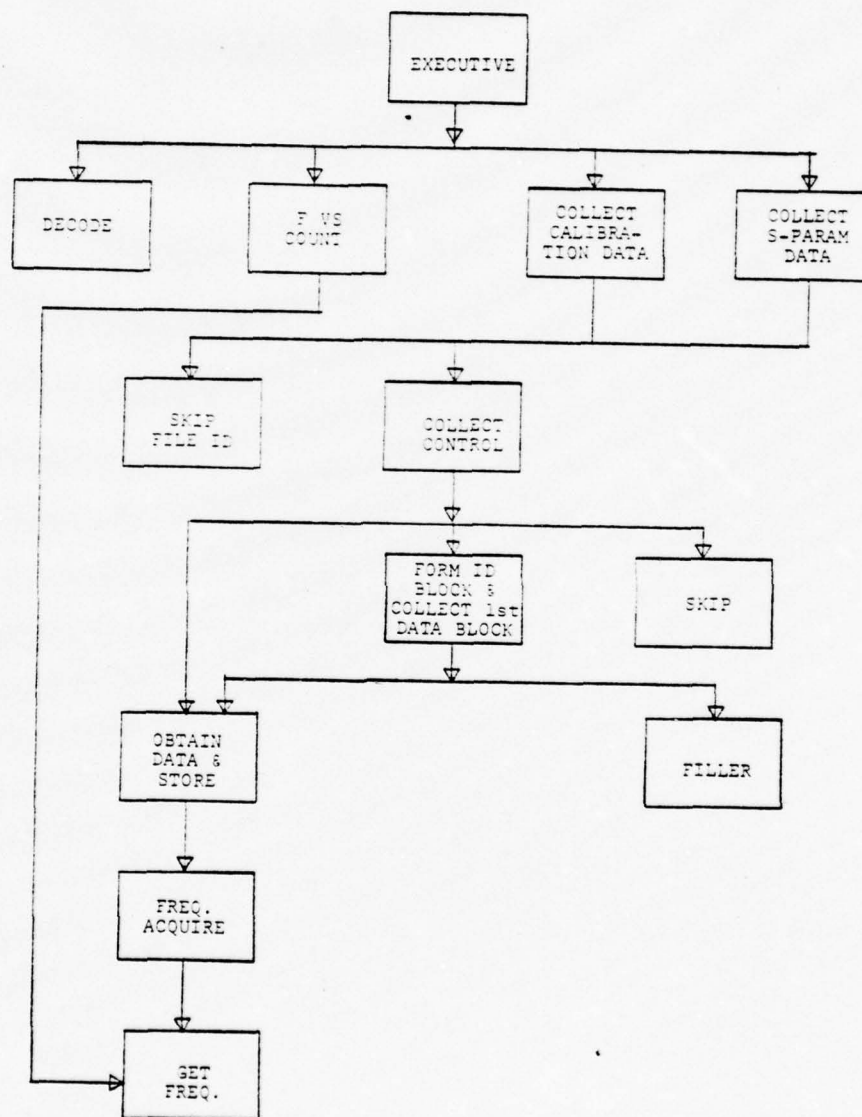 EXECUTIVE
DECODE
F VS
COUNT
COLLECT
CALIBRA-
TION DATA
COLLECT
S-PARAM
DATA
SKIP
FILE ID
COLLECT
CONTROL
FORM ID
BLOCK &
COLLECT 1st
DATA BLOCK
SKIP
OBTAIN
DATA &
STORE
FILLER
FREQ.
ACQUIRE
GET
FREQ.